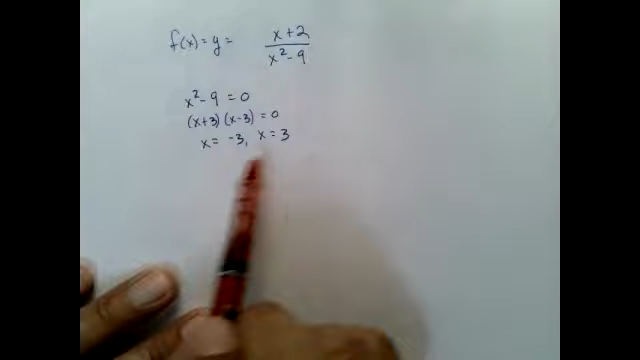 f(x) = y = x + 2 / x² - 9
x² - 9 = 0
(x+3) (x-3) = 0
x = -3, x = 3